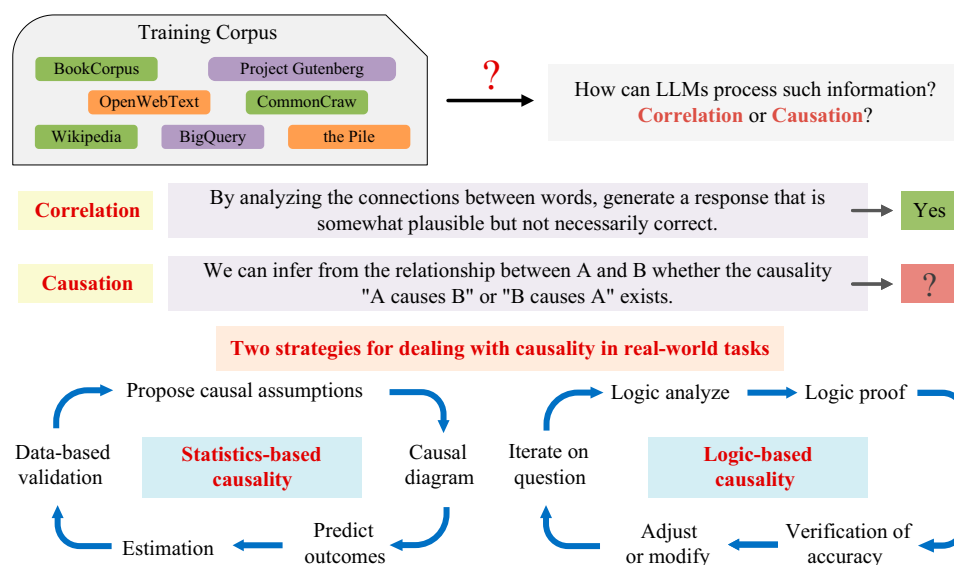 Training Corpus
BookCorpus
Project Gutenberg
OpenWebText
CommonCraw
Wikipedia
BigQuery
the Pile
?
How can LLMs process such information?
Correlation or Causation?
Correlation
By analyzing the connections between words, generate a response that is
somewhat plausible but not necessarily correct.
Yes
Causation
We can infer from the relationship between A and B whether the causality
"A causes B" or "B causes A" exists.
?
Two strategies for dealing with causality in real-world tasks
Propose causal assumptions
Data-based
validation
Statistics-based
causality
Causal
diagram
Estimation
Predict
outcomes
Logic analyze
Logic proof
Iterate on
question
Logic-based
causality
Adjust
or modify
Verification of
accuracy